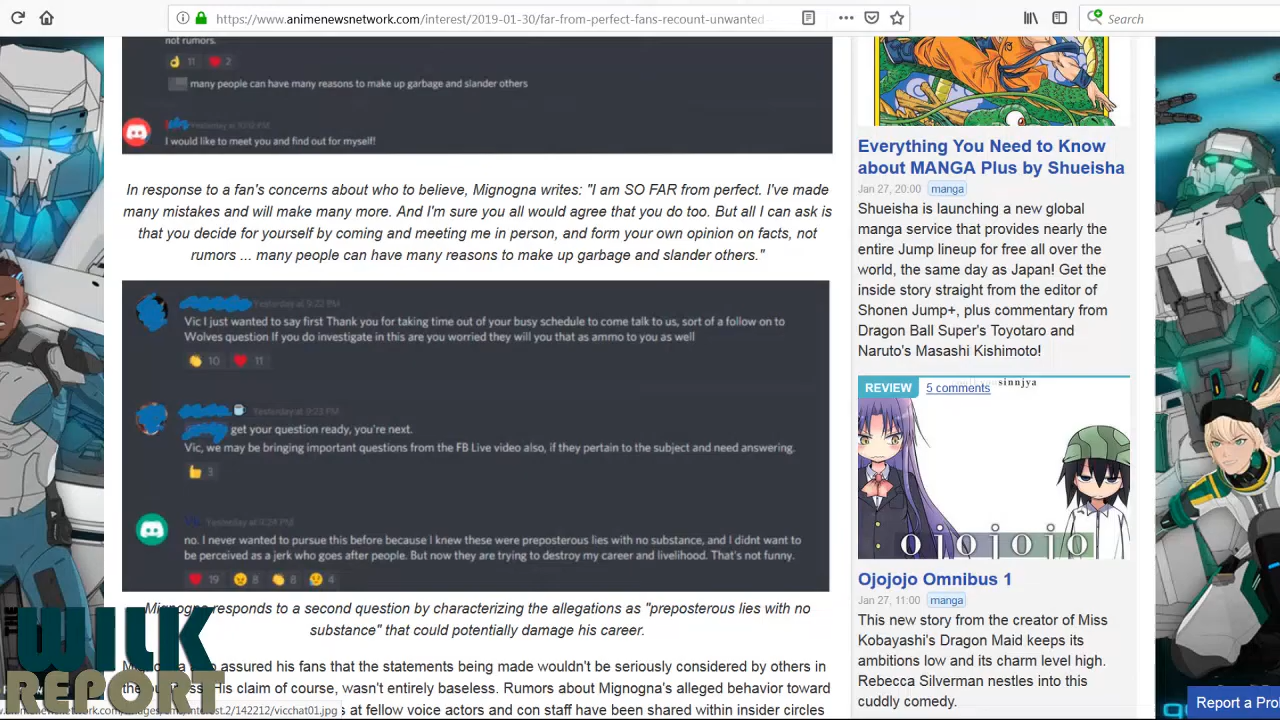 https://www.animenewsnetwork.com/interest/2019-01-30/far-from-perfect-fans-recount-unwanted-
Search
not rumors.
11 2
many people can have many reasons to make up garbage and slander others
I would like to meet you and find out for myself!
In response to a fan's concerns about who to believe, Mignogna writes: "I am SO FAR from perfect. I've made
many mistakes and will make many more. And I'm sure you all would agree that you do too. But all I can ask is
that you decide for yourself by coming and meeting me in person, and form your own opinion on facts, not
rumors ... many people can have many reasons to make up garbage and slander others."
Yesterday at 9:22 PM
Vic I just wanted to say first Thank you for taking time out of your busy schedule to come talk to us, sort of a follow on to
Wolves question If you do investigate in this are you worried they will you that as ammo to you as well
10 11
Yesterday at 9:23 PM
get your question ready, you're next.
Vic, we may be bringing important questions from the FB Live video also, if they pertain to the subject and need answering.
3
Yesterday at 9:24 PM
no. I never wanted to pursue this before because I knew these were preposterous lies with no substance, and I didnt want to
be perceived as a jerk who goes after people. But now they are trying to destroy my career and livelihood. That's not funny.
19 8 8 4
Mignogna responds to a second question by characterizing the allegations as "preposterous lies with no
substance" that could potentially damage his career.
assured his fans that the statements being made wouldn't be seriously considered by others in
His claim of course, wasn't entirely baseless. Rumors about Mignogna's alleged behavior toward
s at fellow voice actors and con staff have been shared within insider circles
WILK
REPORT
142212/vicchat01.jpg
Everything You Need to Know
about MANGA Plus by Shueisha
Jan 27, 20:00 manga
Shueisha is launching a new global
manga service that provides nearly the
entire Jump lineup for free all over the
world, the same day as Japan! Get the
inside story straight from the editor of
Shonen Jump+, plus commentary from
Dragon Ball Super's Toyotaro and
Naruto's Masashi Kishimoto!
REVIEW 5 comments
sinnjya
ojojojo
Ojojojo Omnibus 1
Jan 27, 11:00 manga
This new story from the creator of Miss
Kobayashi's Dragon Maid keeps its
ambitions low and its charm level high.
Rebecca Silverman nestles into this
cuddly comedy.
Report a Pro